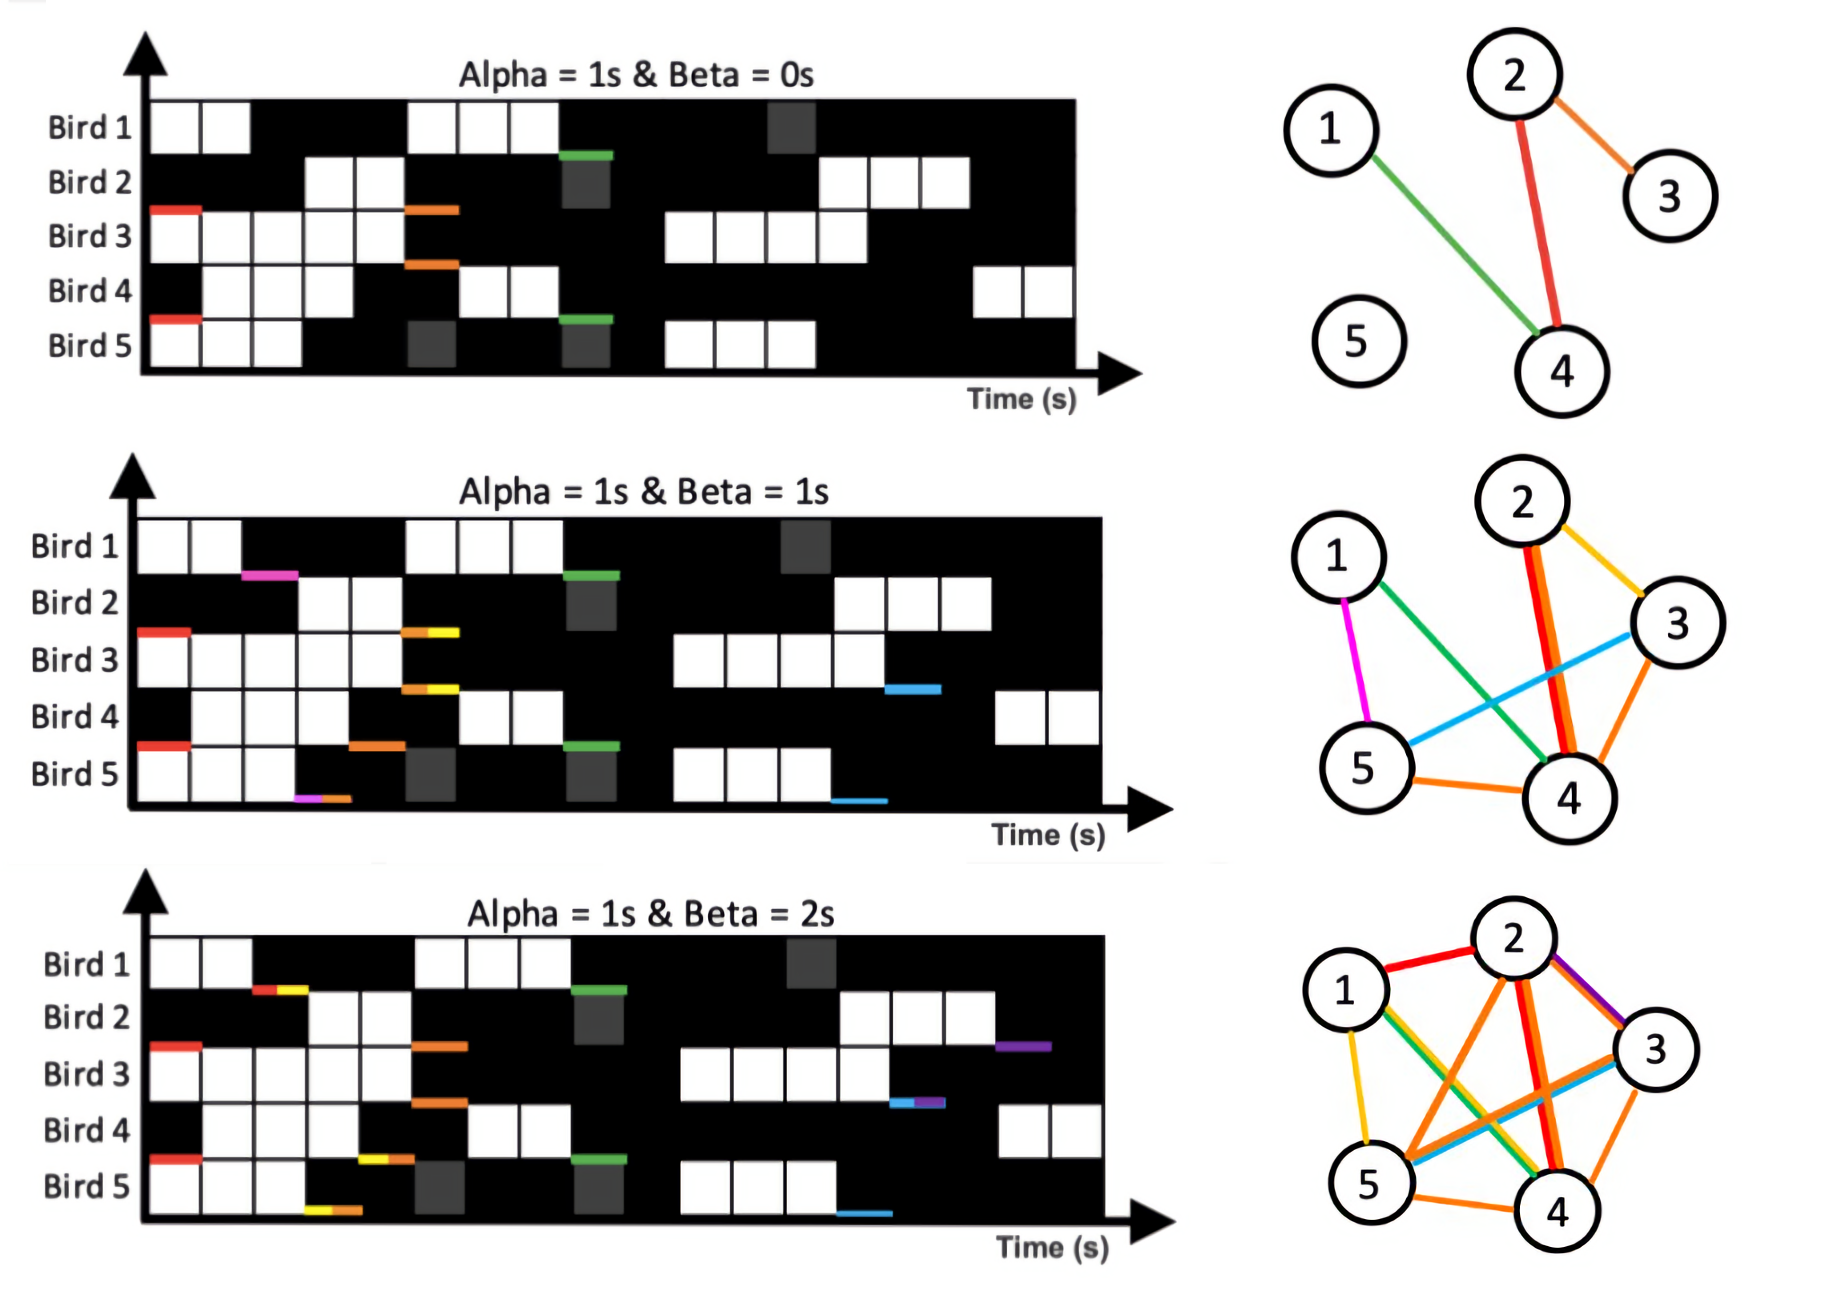 Alpha = 1s & Beta = 0s
Bird 1
Bird 2
Bird 3
Bird 4
Bird 5
Time (s)
1
2
3
4
5
Alpha = 1s & Beta = 1s
Bird 1
Bird 2
Bird 3
Bird 4
Bird 5
Time (s)
1
2
3
4
5
Alpha = 1s & Beta = 2s
Bird 1
Bird 2
Bird 3
Bird 4
Bird 5
Time (s)
1
2
3
4
5